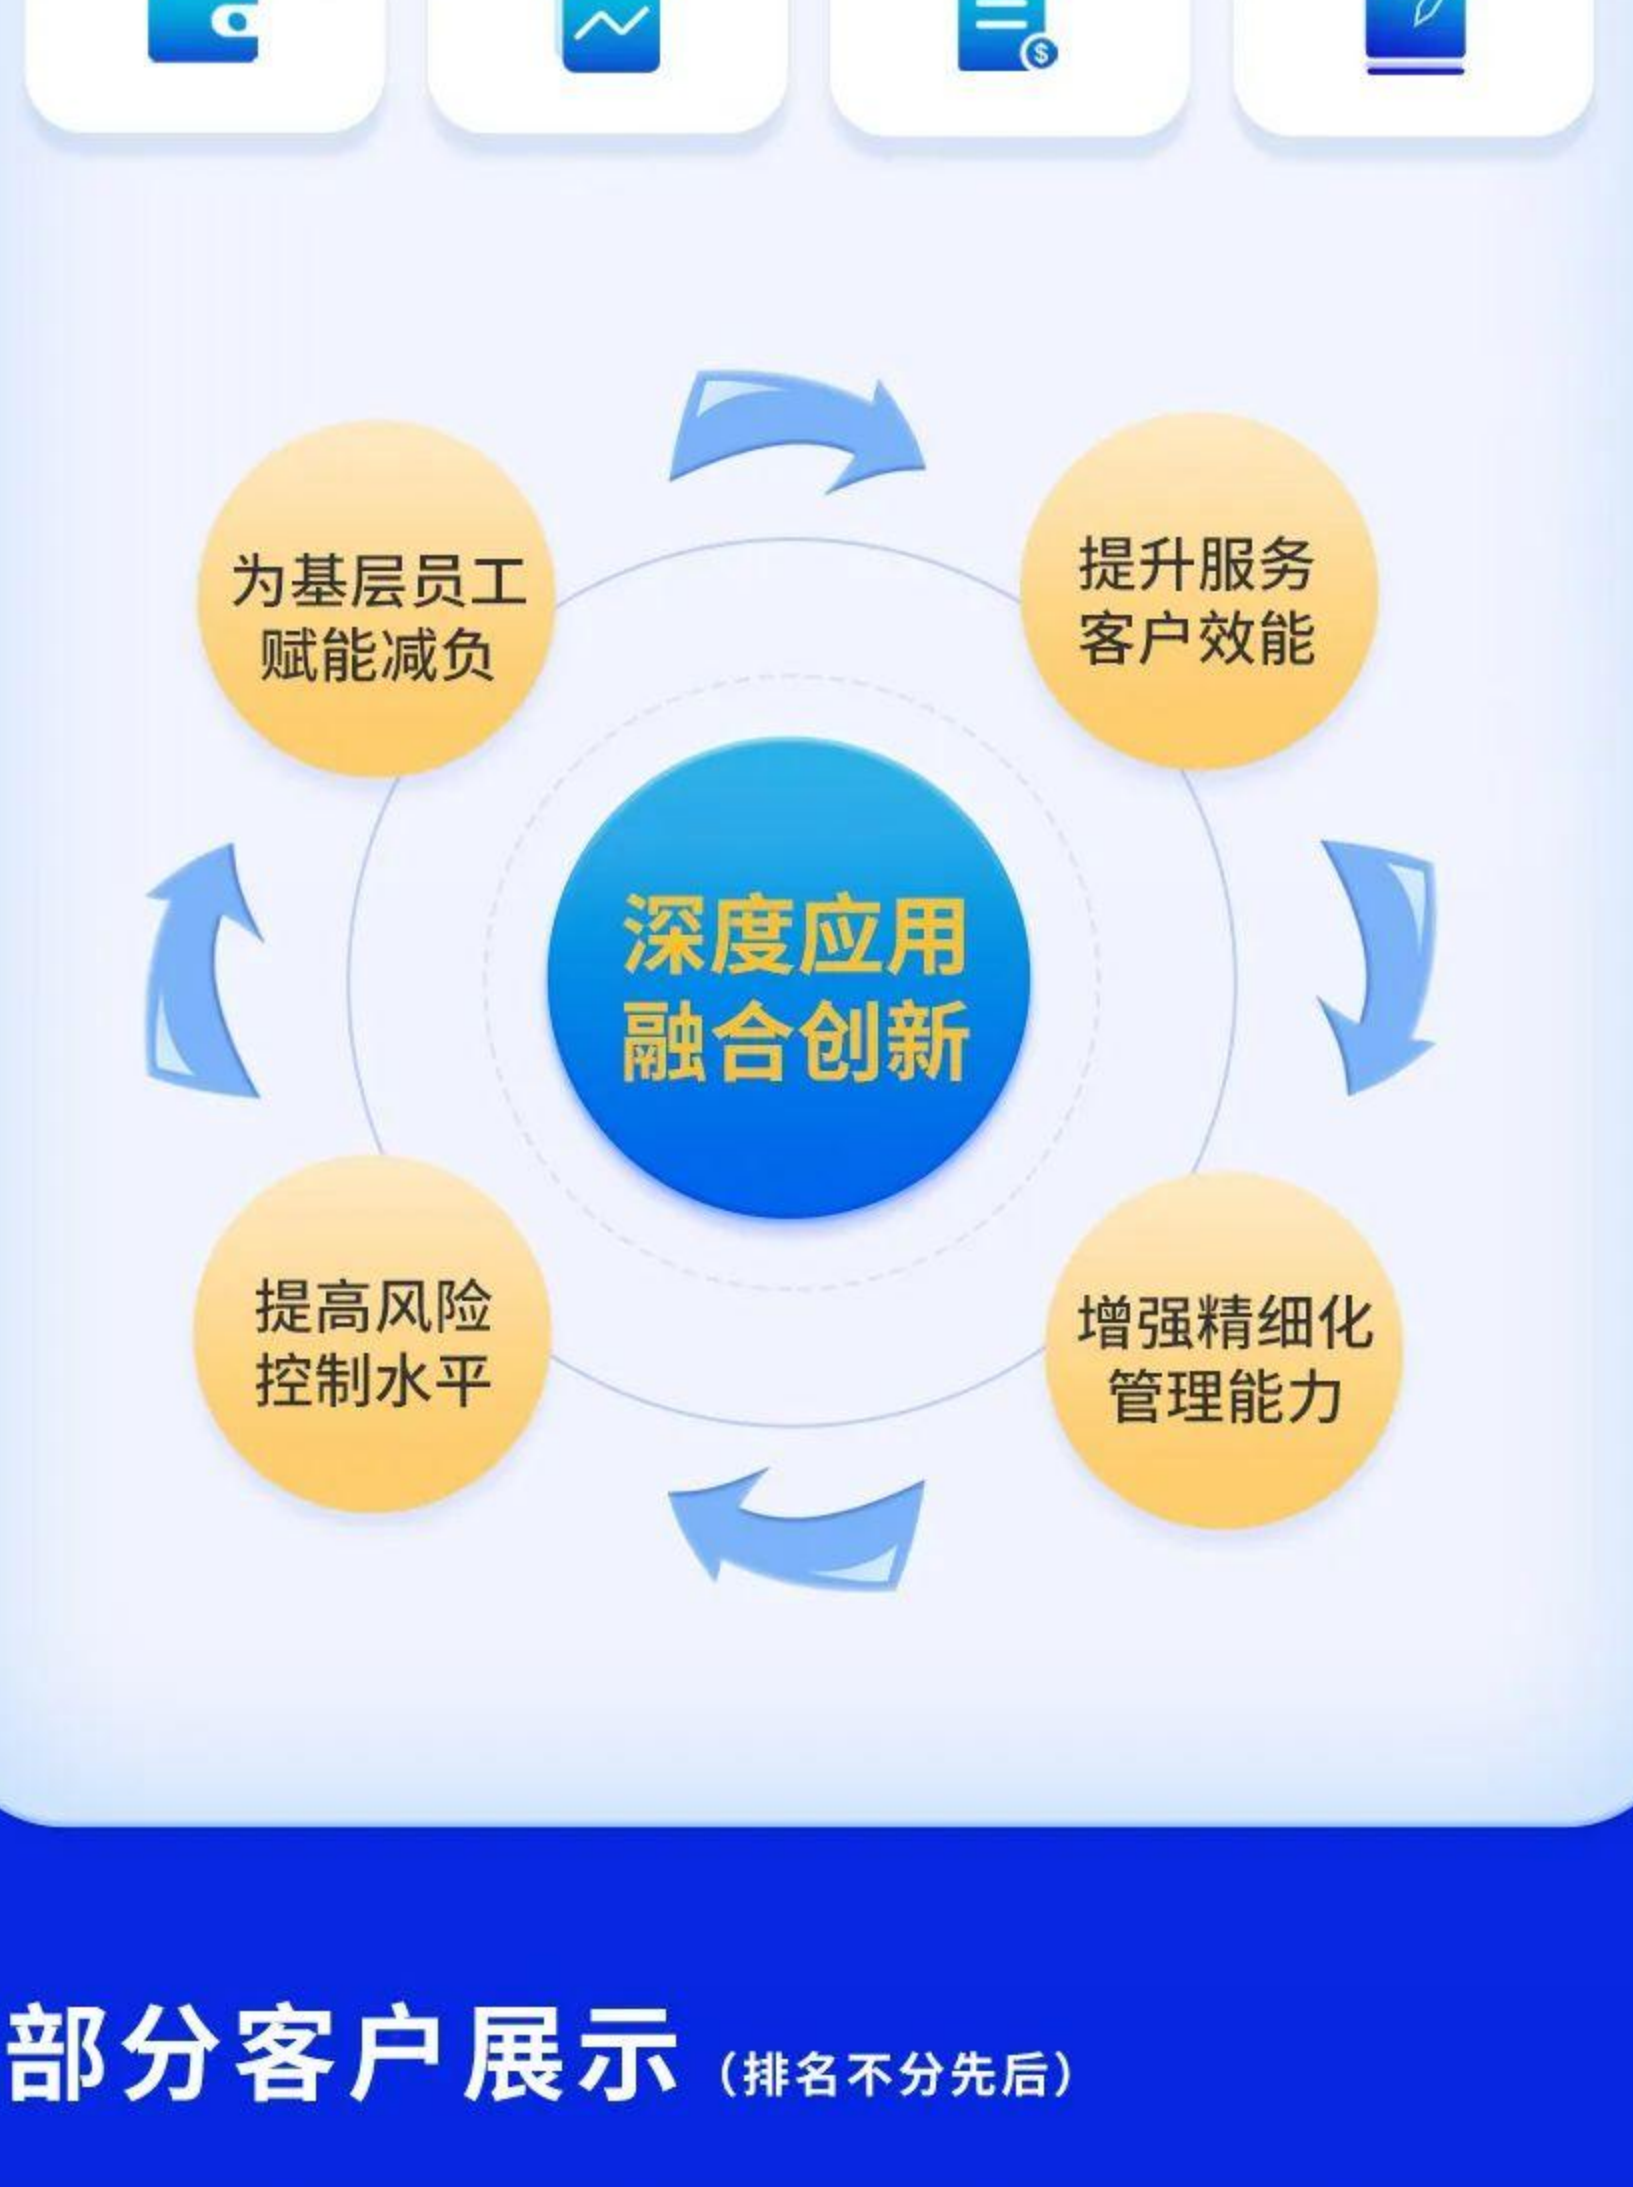 为基层员工
赋能减负
提升服务
客户效能
深度应用
融合创新
提高风险
控制水平
增强精细化
管理能力
部分客户展示（排名不分先后）